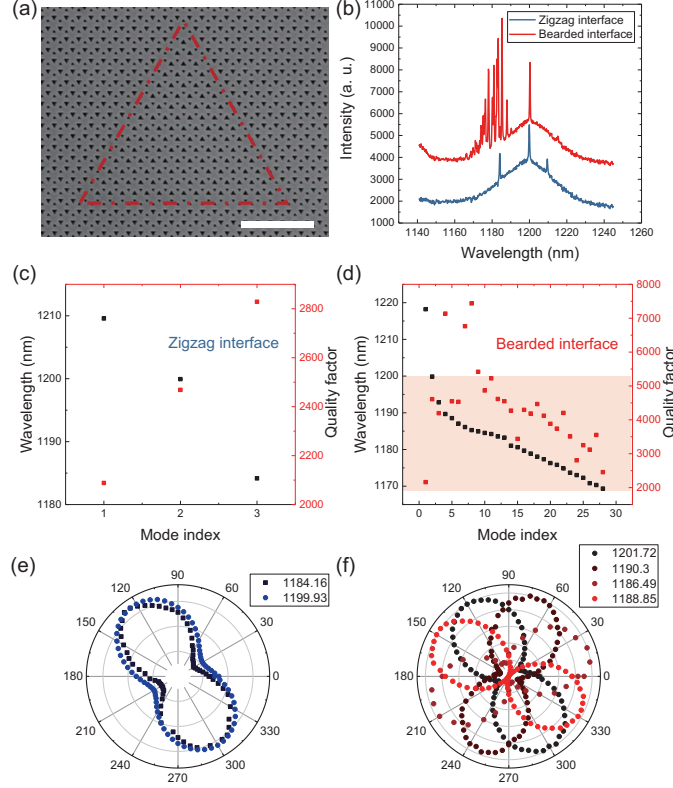 (a)
(b)
11000
10000
9000
8000
7000
6000
5000
4000
3000
2000
1000
Intensity (a. u.)
Zigzag interface
Bearded interface
1140 1160 1180 1200 1220 1240 1260
Wavelength (nm)
(c)
1210
1200
1190
1180
Wavelength (nm)
Zigzag interface
2800
2600
2400
2200
2000
Quality factor
1 2 3
Mode index
(d)
1220
1210
1200
1190
1180
1170
Wavelength (nm)
Bearded interface
8000
7000
6000
5000
4000
3000
2000
Quality factor
0 5 10 15 20 25 30
Mode index
(e)
1184.16
1199.93
90
120 60
150 30
180 0
210 330
240 300
270
(f)
1201.72
1190.3
1186.49
1188.85
90
120 60
150 30
180 0
210 330
240 300
270